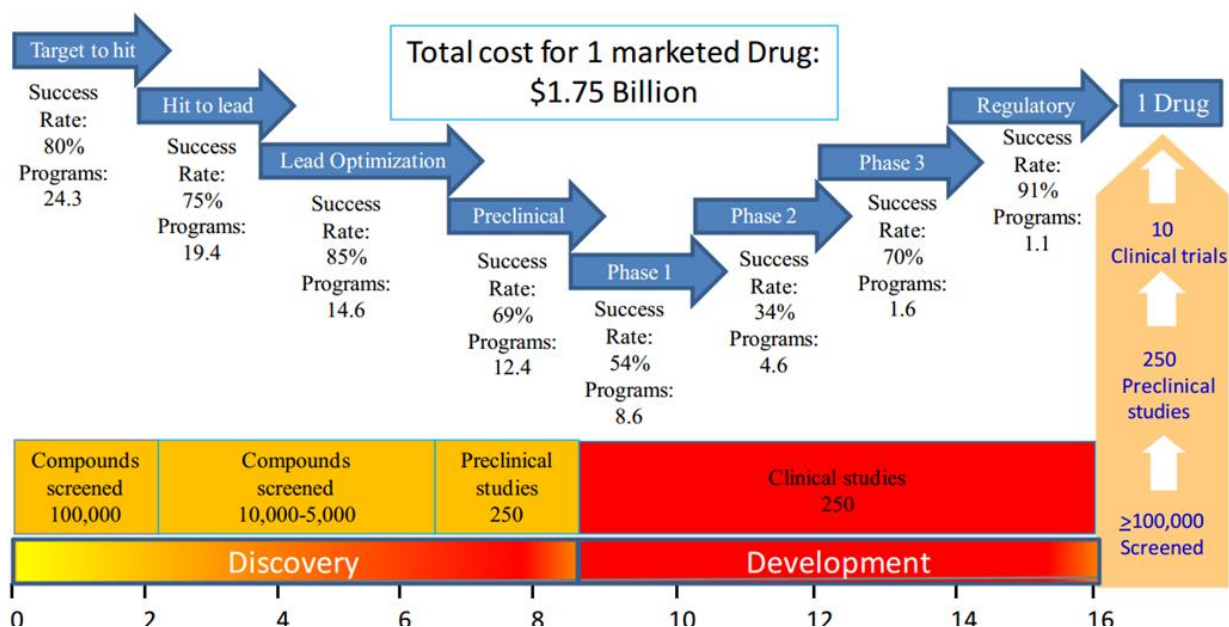 Total cost for 1 marketed Drug:
$1.75 Billion
Target to hit
Success
Rate:
80%
Programs:
24.3
Hit to lead
Success
Rate:
75%
Programs:
19.4
Lead Optimization
Success
Rate:
85%
Programs:
14.6
Preclinical
Success
Rate:
69%
Programs:
12.4
Phase 1
Success
Rate:
54%
Programs:
8.6
Phase 2
Success
Rate:
34%
Programs:
4.6
Phase 3
Success
Rate:
70%
Programs:
1.6
Regulatory
Success
Rate:
91%
Programs:
1.1
1 Drug
10
Clinical trials
250
Preclinical
studies
≥100,000
Screened
Compounds
screened
100,000
Compounds
screened
10,000-5,000
Preclinical
studies
250
Clinical studies
250
Discovery
Development
0 2 4 6 8 10 12 14 16